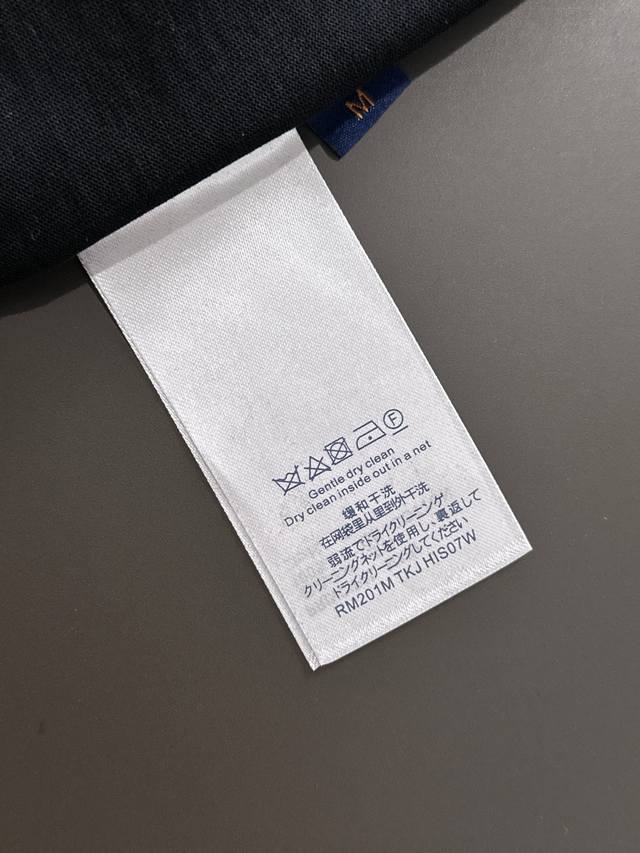 M
F
Gentle dry clean
Dry clean inside out in a net
缓和干洗
在网袋里从里到外干洗
弱流でドライクリーニング
クリーニングネットを使用し、裏返して
ドライクリーニングしてください
RM201M TKJ HIS07W